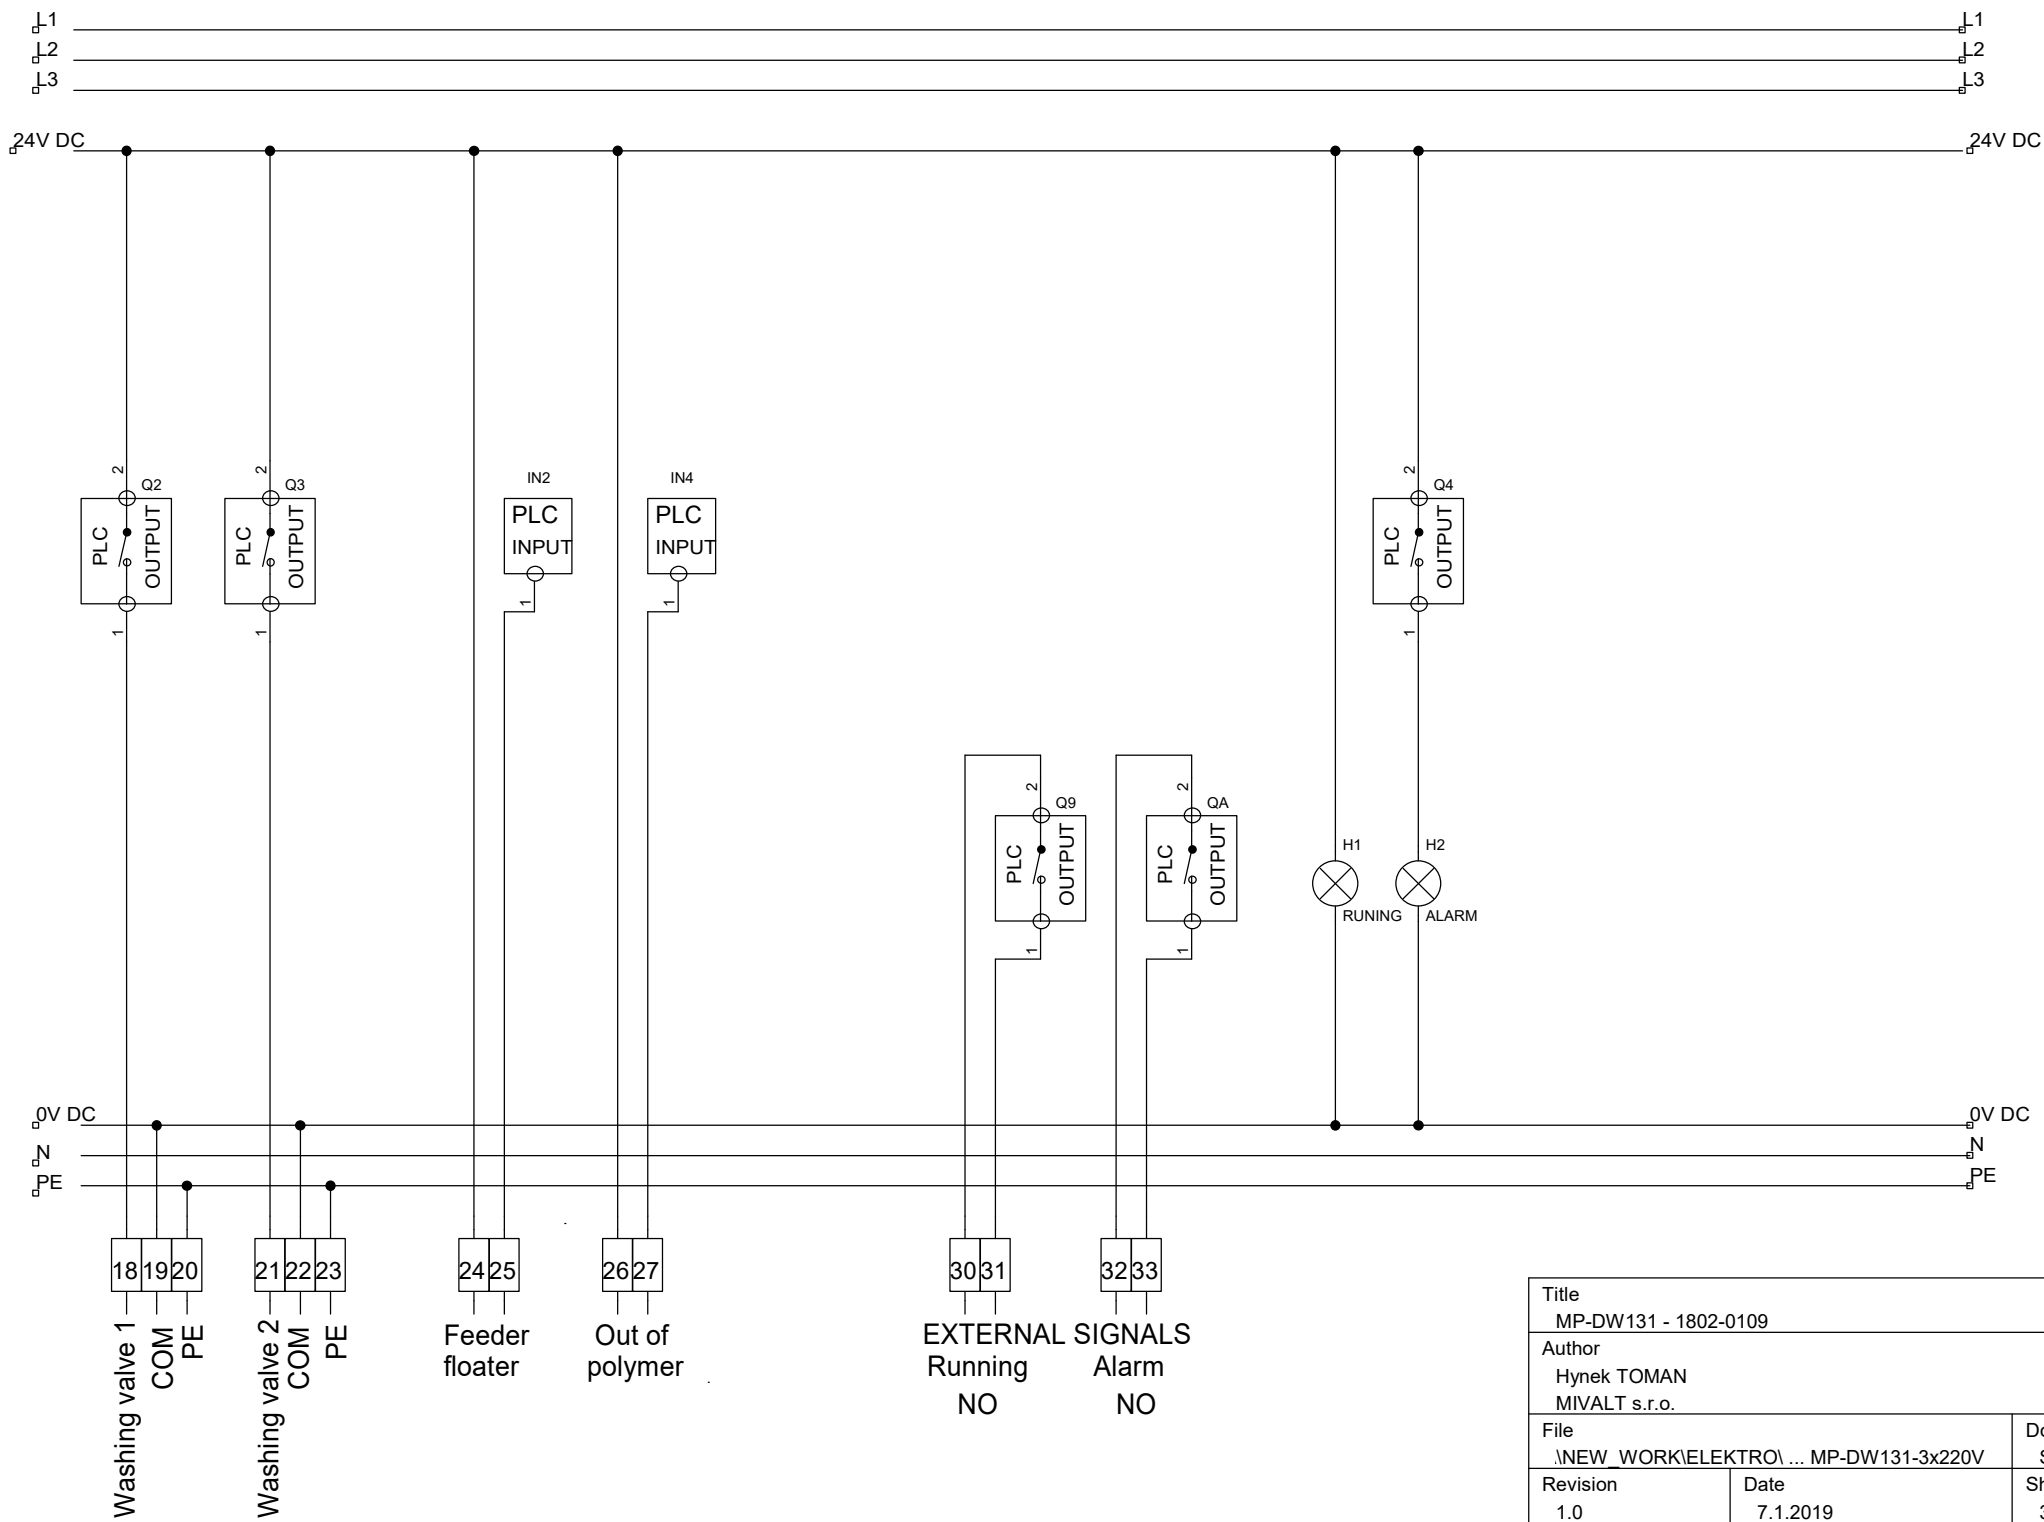 L1 L1
L2 L2
L3 L3
24V DC 24V DC
2 Q2 2 Q3 IN2 IN4 2 Q4
PLC OUTPUT PLC OUTPUT PLC PLC PLC OUTPUT
INPUT INPUT
1 1 1 1 1
2 Q9 2 QA
PLC OUTPUT PLC OUTPUT H1 H2
RUNING ALARM
1 1
0V DC 0V DC
N N
PE PE
18 19 20 21 22 23 24 25 26 27 30 31 32 33
Washing valve 1 COM PE Washing valve 2 COM PE
Feeder
floater
Out of
polymer
EXTERNAL SIGNALS
Running Alarm
NO NO
Title
MP-DW131 - 1802-0109
Author
Hynek TOMAN
MIVALT s.r.o.
File
.\NEW_WORK\ELEKTRO\ ... MP-DW131-3x220V
Revision Date
1.0 7.1.2019